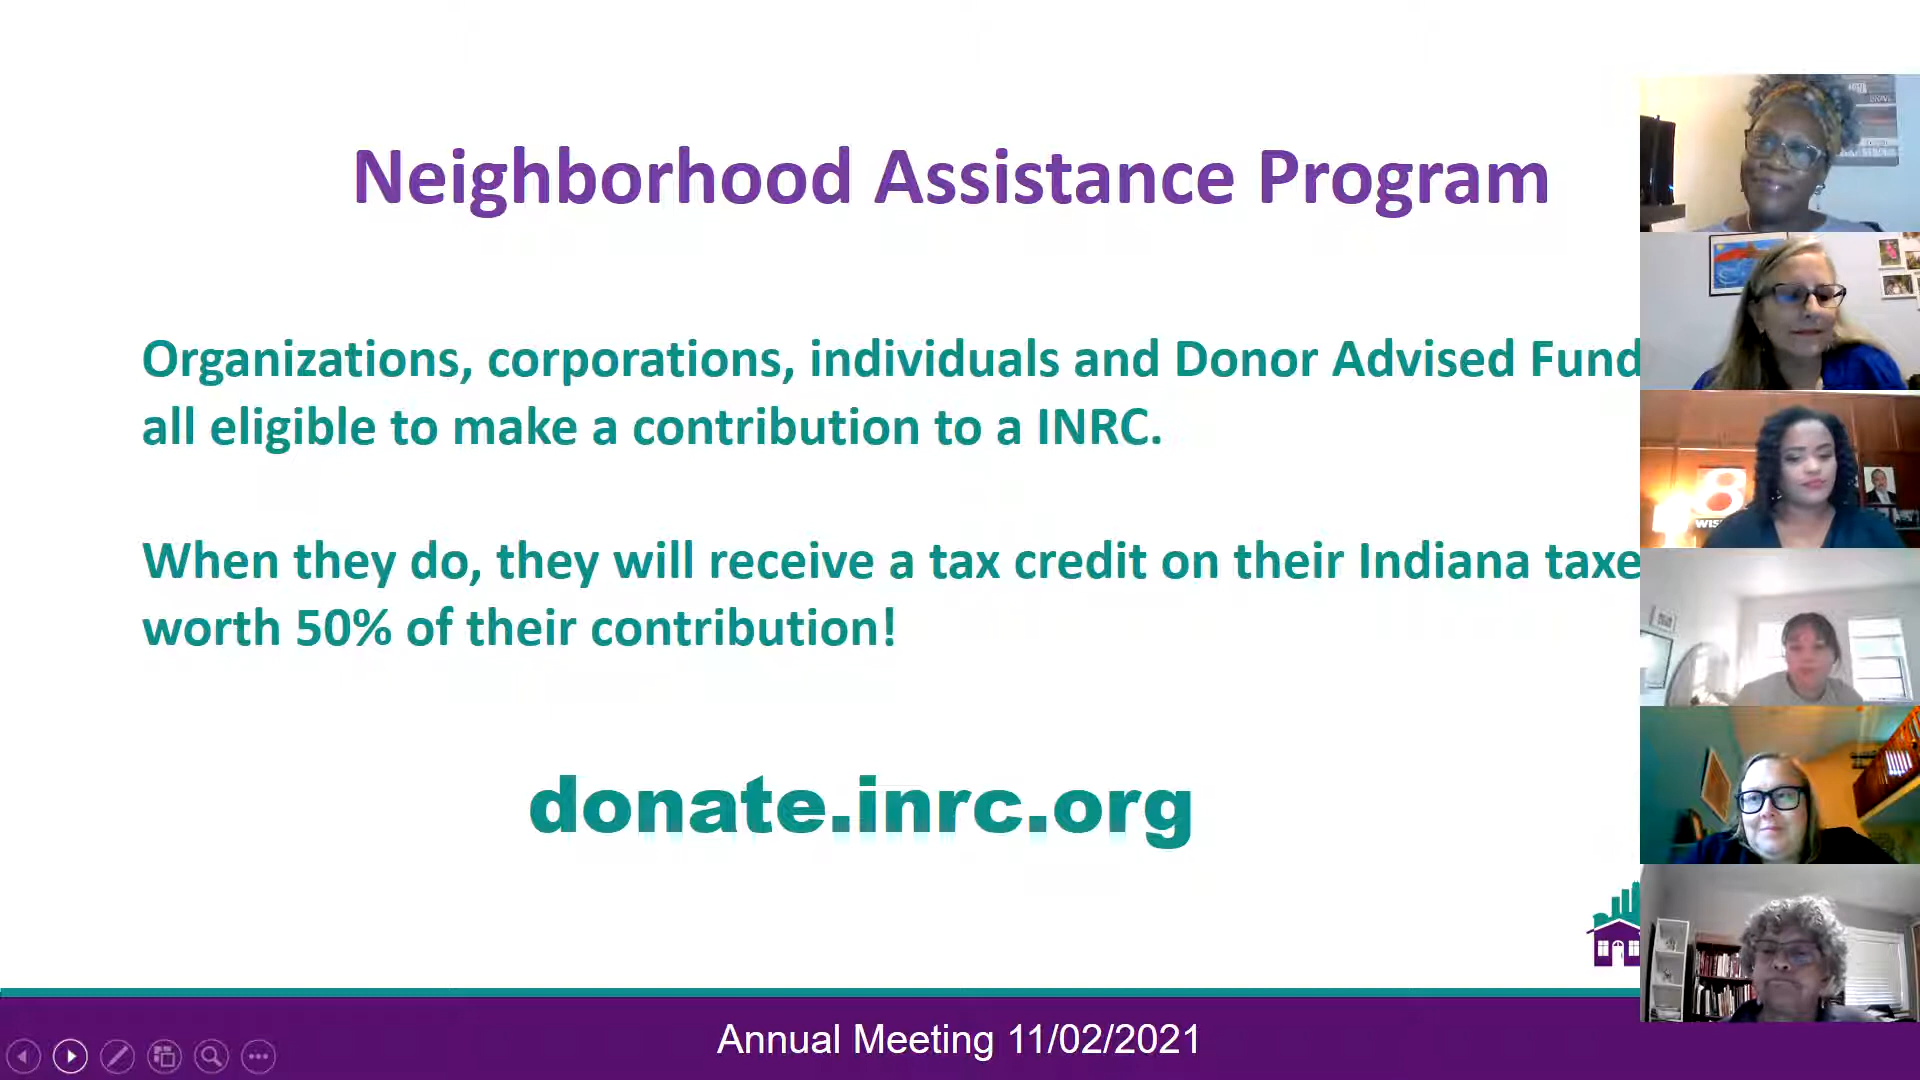 Neighborhood Assistance Program
Organizations, corporations, individuals and Donor Advised Fund
all eligible to make a contribution to a INRC.
When they do, they will receive a tax credit on their Indiana taxe
worth 50% of their contribution!
donate.inrc.org
Annual Meeting 11/02/2021
BRAVE
8